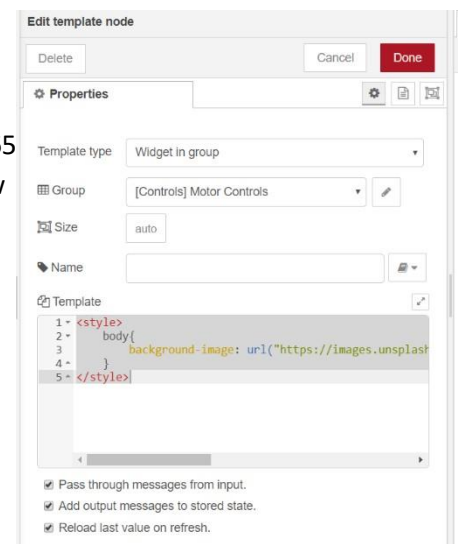 Edit template node
Delete Cancel Done
Properties
Template type Widget in group
Group [Controls] Motor Controls
Size auto
Name
Template
1 <style>
2 body{
3 background-image: url("https://images.unsplash
4 }
5 </style>
Pass through messages from input.
Add output messages to stored state.
Reload last value on refresh.